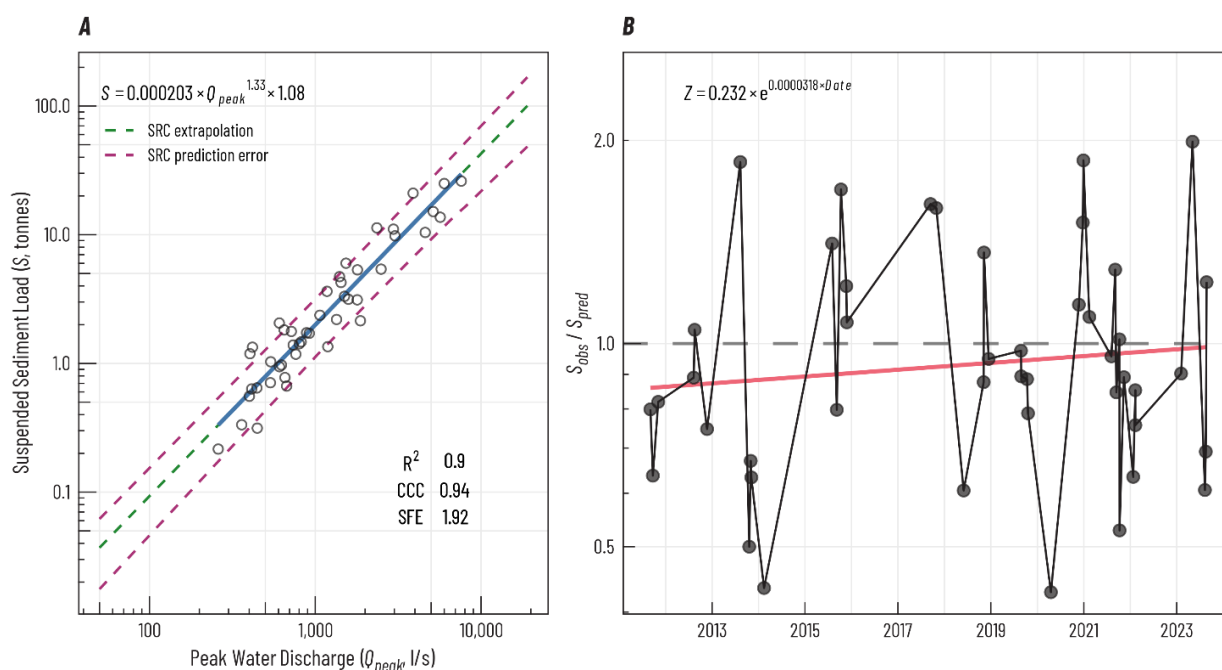 A
S = 0.000203 × Q_peak^1.33 × 1.08
SRC extrapolation
SRC prediction error
100.0
10.0
1.0
0.1
Suspended Sediment Load (S, tonnes)
R² 0.9
CCC 0.94
SFE 1.92
100
1,000
10,000
Peak Water Discharge (Q_peak, l/s)
B
Z = 0.232 × e^0.0000318×Date
2.0
1.0
0.5
S_obs / S_pred
2013
2015
2017
2019
2021
2023